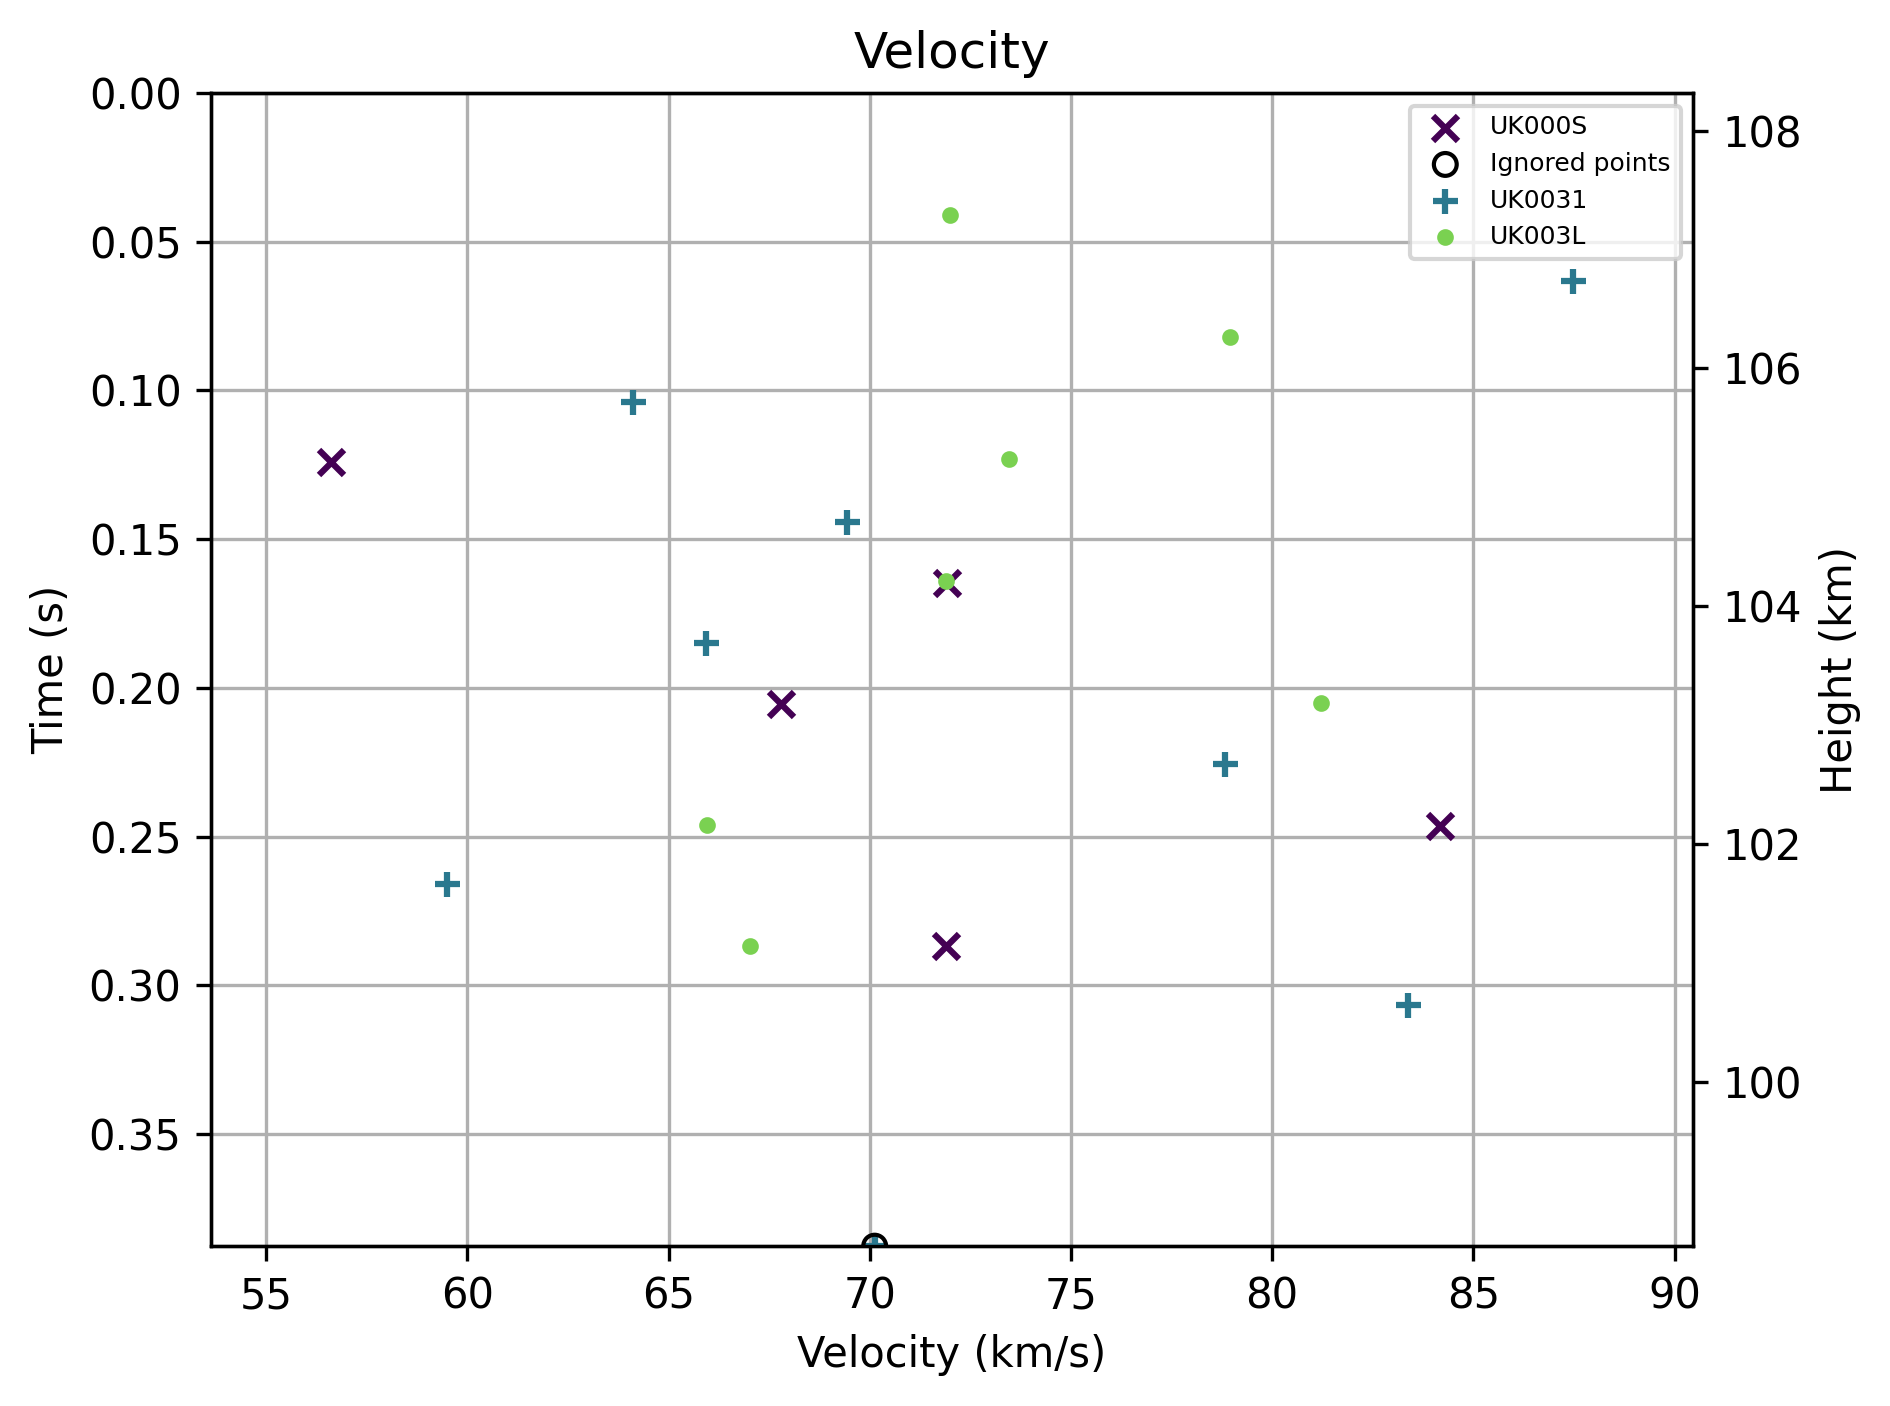 Velocity
0.00
0.05
0.10
0.15
0.20
0.25
0.30
0.35
Time (s)
UK000S
Ignored points
UK0031
UK003L
108
106
104
102
100
Height (km)
55 60 65 70 75 80 85 90
Velocity (km/s)